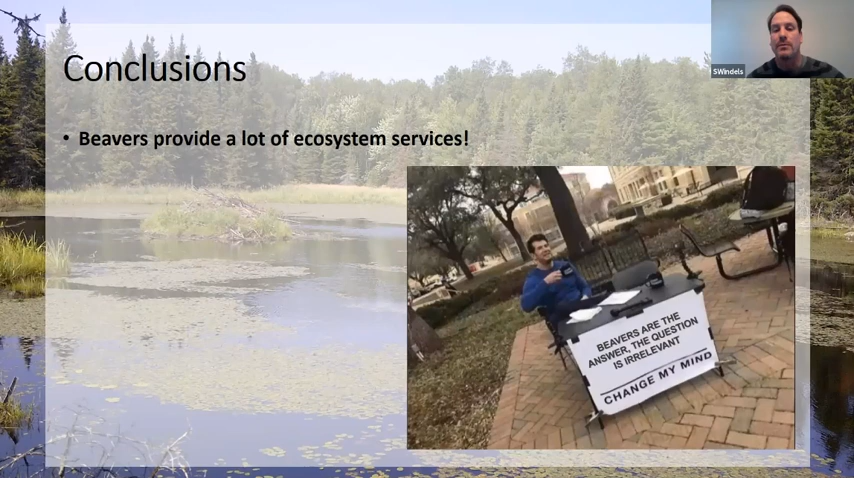 SWindels
Conclusions
• Beavers provide a lot of ecosystem services!
BEAVERS ARE THE
ANSWER, THE QUESTION
IS IRRELEVANT
CHANGE MY MIND